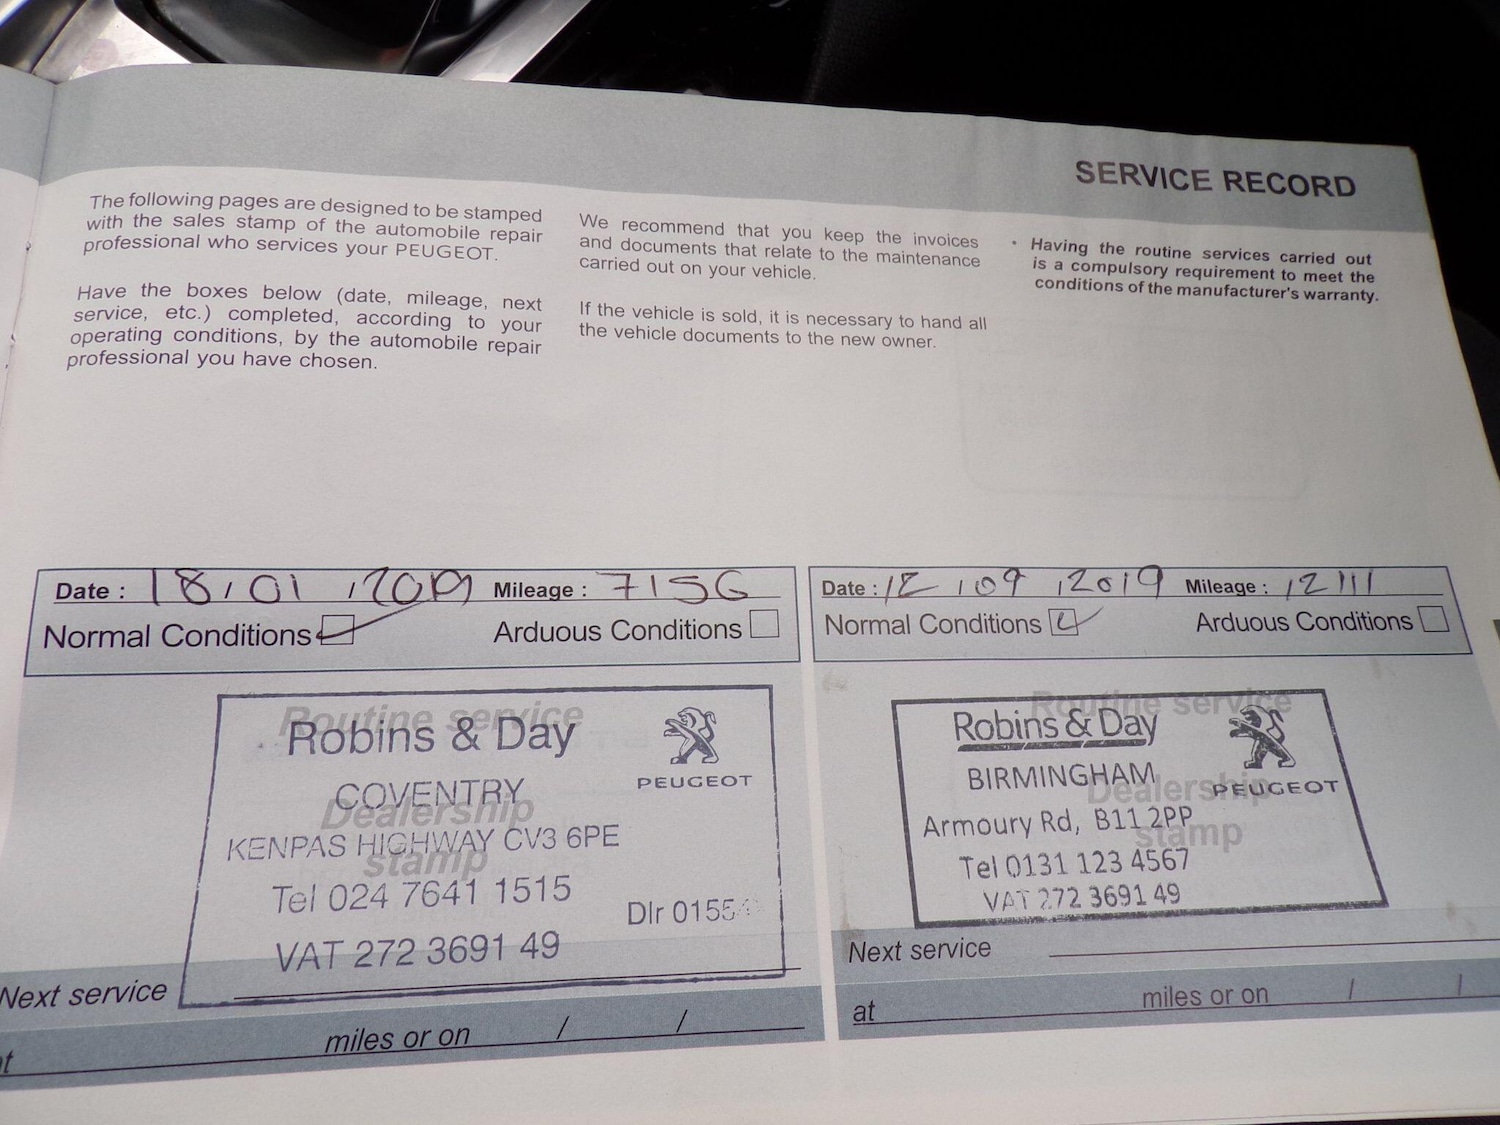 SERVICE RECORD
The following pages are designed to be stamped
with the sales stamp of the automobile repair
professional who services your PEUGEOT.
Have the boxes below (date, mileage, next
service, etc.) completed, according to your
operating conditions, by the automobile repair
professional you have chosen.
We recommend that you keep the invoices
and documents that relate to the maintenance
carried out on your vehicle.
If the vehicle is sold, it is necessary to hand all
the vehicle documents to the new owner.
• Having the routine services carried out
is a compulsory requirement to meet the
conditions of the manufacturer's warranty.
Date : 18 / 01 / 2019 Mileage : 7156
Normal Conditions
Arduous Conditions
Routine service
Dealership
stamp
Robins & Day
PEUGEOT
COVENTRY
KENPAS HIGHWAY CV3 6PE
Tel 024 7641 1515
Dlr 0155
VAT 272 3691 49
Next service
miles or on / /
Date : 12 / 09 / 2019 Mileage : 12111
Normal Conditions
Arduous Conditions
Routine service
Dealership
stamp
Robins & Day
PEUGEOT
BIRMINGHAM
Armoury Rd, B11 2PP
Tel 0131 123 4567
VAT 272 3691 49
Next service
at miles or on / /